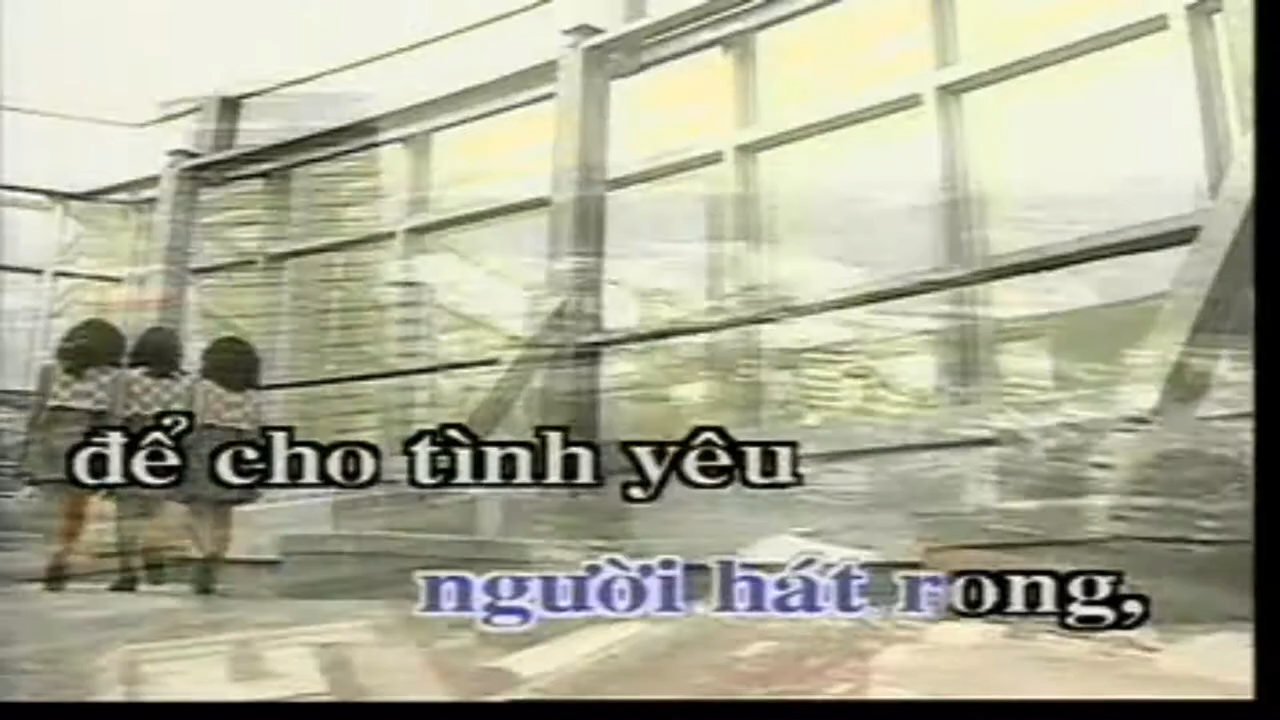 để cho tình yêu
người hát rong,